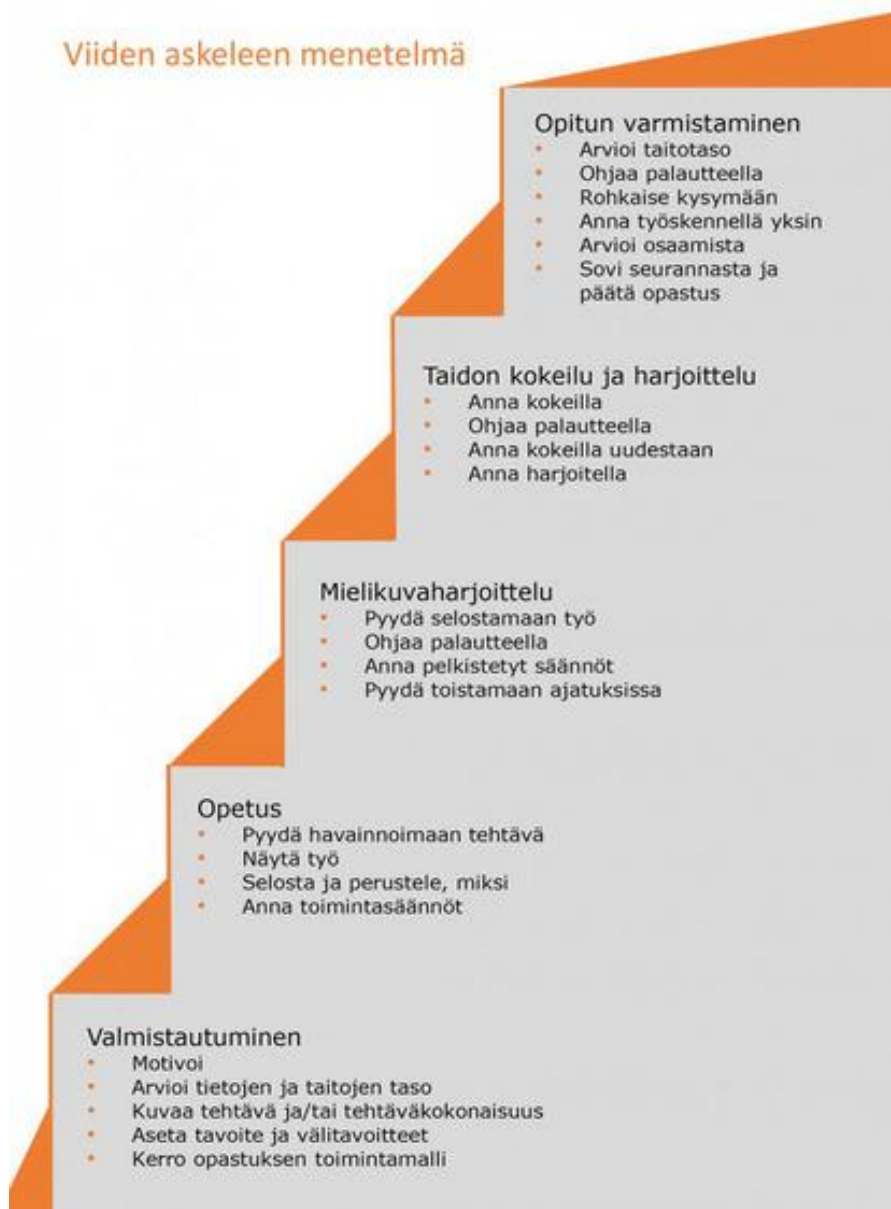 Viiden askeleen menetelmä
Opitun varmistaminen
• Arvioi taitotaso
• Ohjaa palautteella
• Rohkaise kysymään
• Anna työskennellä yksin
• Arvioi osaamista
• Sovi seurannasta ja
päätä opastus
Taidon kokeilu ja harjoittelu
• Anna kokeilla
• Ohjaa palautteella
• Anna kokeilla uudestaan
• Anna harjoitella
Mielikuvaharjoittelu
• Pyydä selostamaan työ
• Ohjaa palautteella
• Anna pelkistetyt säännöt
• Pyydä toistamaan ajatuksissa
Opetus
• Pyydä havainnoimaan tehtävä
• Näytä työ
• Selosta ja perustele, miksi
• Anna toimintasäännöt
Valmistautuminen
• Motivoi
• Arvioi tietojen ja taitojen taso
• Kuvaa tehtävä ja/tai tehtäväkokonaisuus
• Aseta tavoite ja välitavoitteet
• Kerro opastuksen toimintamalli